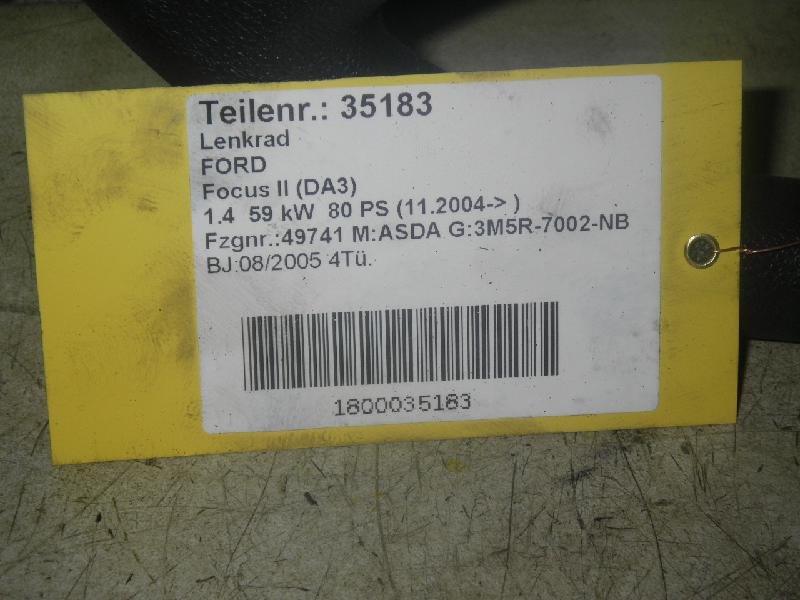 Teilenr.: 35183
Lenkrad
FORD
Focus II (DA3)
1.4 59 kW 80 PS (11.2004-> )
Fzgnr.:49741 M:ASDA G:3M5R-7002-NB
BJ:08/2005 4Tü.
1800035183